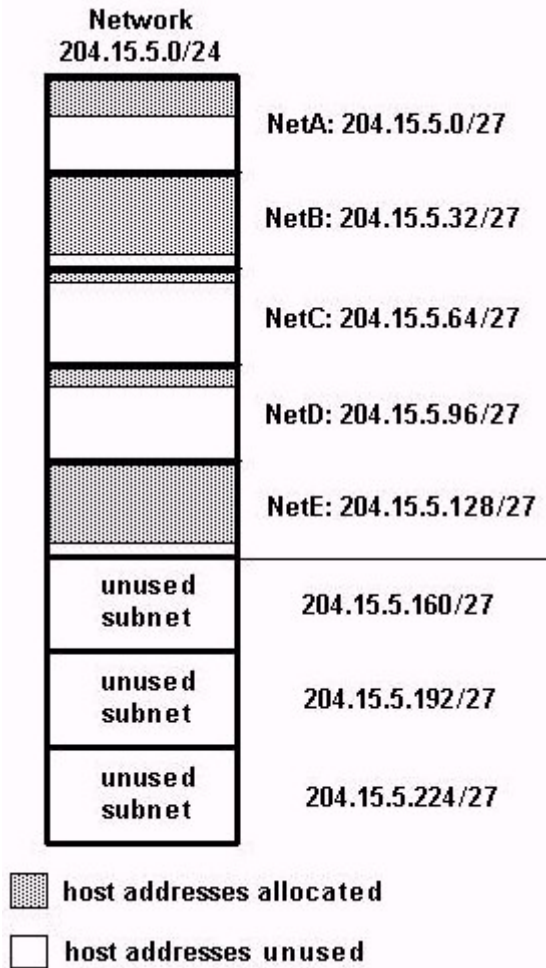 Network
204.15.5.0/24
NetA: 204.15.5.0/27
NetB: 204.15.5.32/27
NetC: 204.15.5.64/27
NetD: 204.15.5.96/27
NetE: 204.15.5.128/27
unused
subnet
204.15.5.160/27
unused
subnet
204.15.5.192/27
unused
subnet
204.15.5.224/27
host addresses allocated
host addresses unused